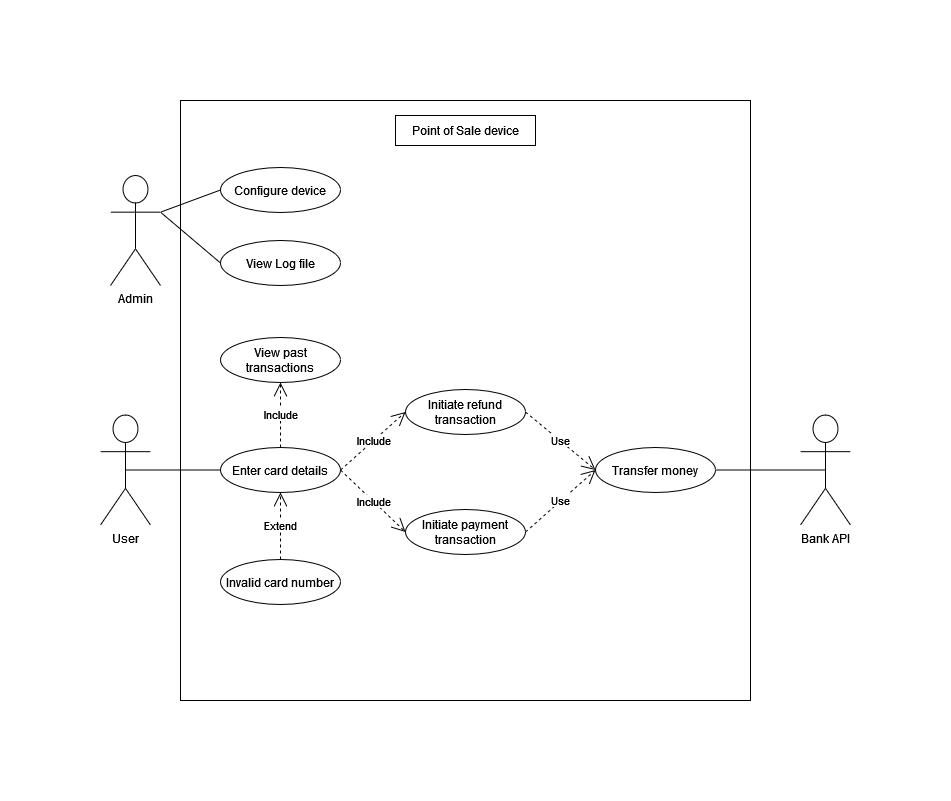 Point of Sale device
Configure device
View Log file
Admin
View past
transactions
Include
Initiate refund
transaction
Include
Use
Enter card details
Transfer money
Include
Use
Extend
Initiate payment
transaction
User
Bank API
Invalid card number